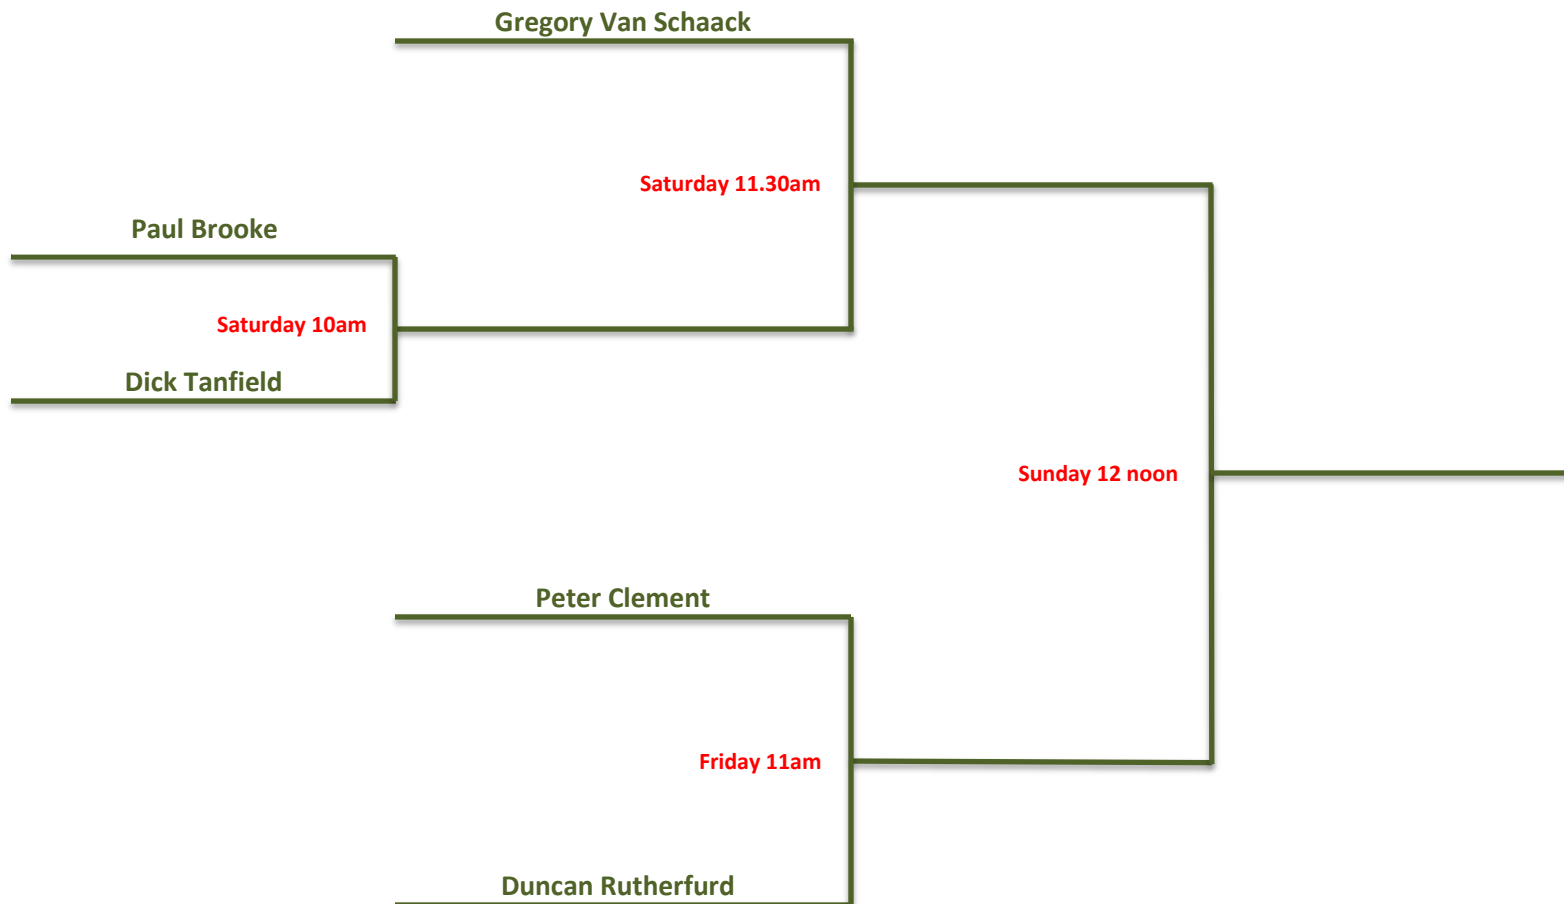 Gregory Van Schaack
Saturday 11.30am
Paul Brooke
Saturday 10am
Dick Tanfield
Sunday 12 noon
Peter Clement
Friday 11am
Duncan Rutherfurd